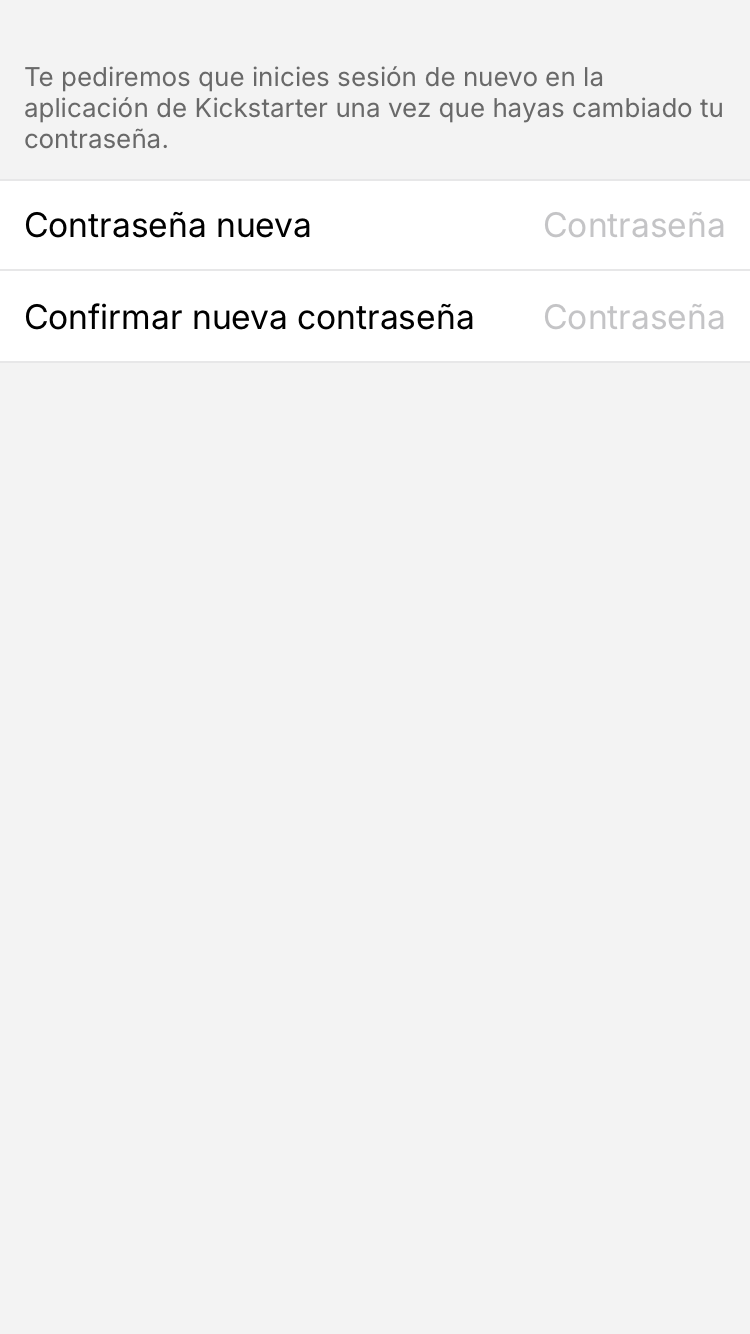 Te pediremos que inicies sesión de nuevo en la
aplicación de Kickstarter una vez que hayas cambiado tu
contraseña.
Contraseña nueva Contraseña
Confirmar nueva contraseña Contraseña